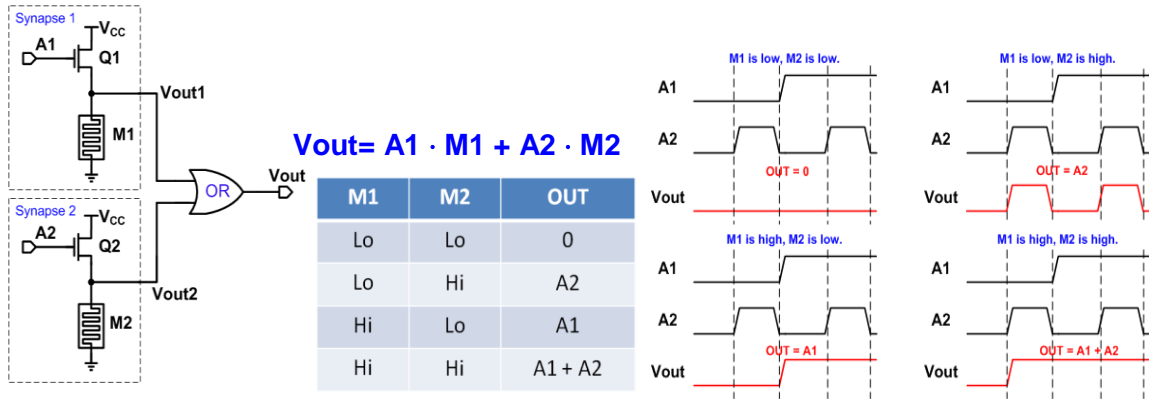 Synapse 1
VCC
A1
Q1
Vout1
M1
Synapse 2
VCC
A2
Q2
Vout2
M2
OR
Vout
Vout= A1 · M1 + A2 · M2
M1 M2 OUT
Lo Lo 0
Lo Hi A2
Hi Lo A1
Hi Hi A1 + A2
M1 is low, M2 is low.
A1
A2
OUT = 0
Vout
M1 is low, M2 is high.
A1
A2
OUT = A2
Vout
M1 is high, M2 is low.
A1
A2
OUT = A1
Vout
M1 is high, M2 is high.
A1
A2
OUT = A1 + A2
Vout